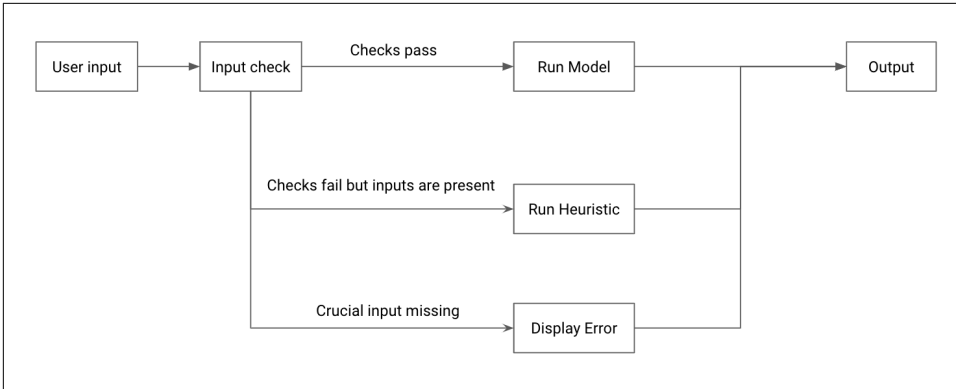 User input
Input check
Checks pass
Run Model
Output
Checks fail but inputs are present
Run Heuristic
Crucial input missing
Display Error